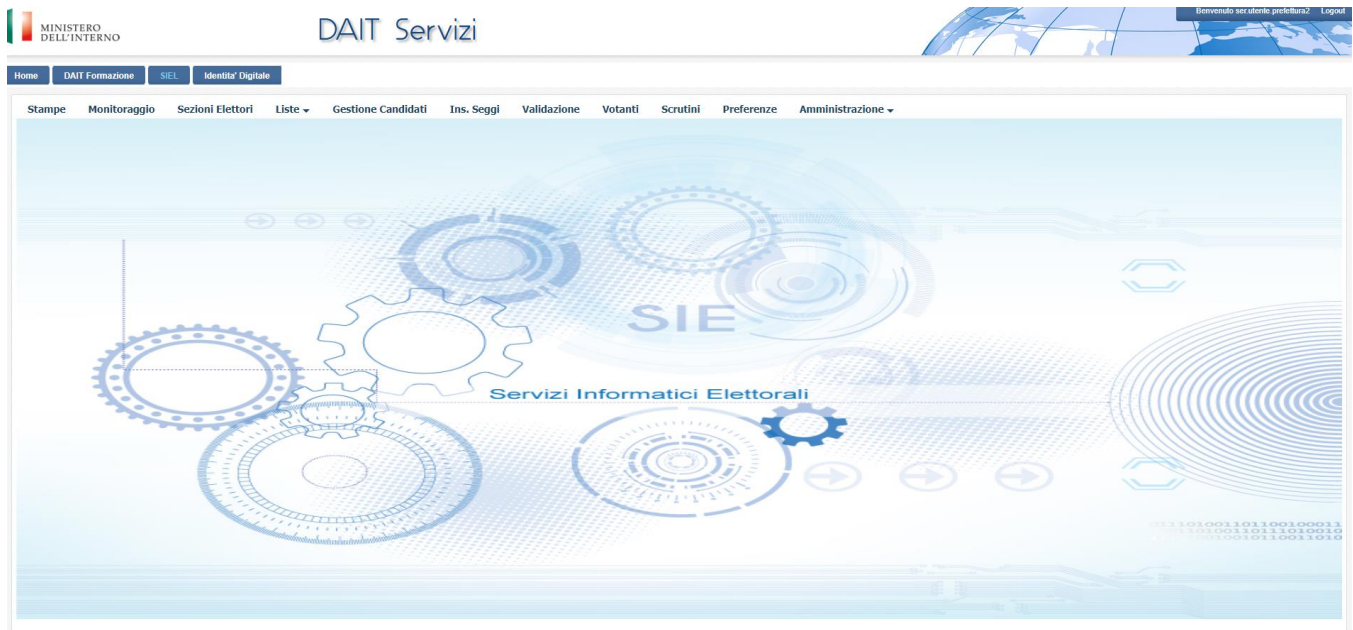 Benvenuto ser.utente.prefettura2 Logout
MINISTERO
DELL'INTERNO
DAIT Servizi
Home DAIT Formazione SIEL Identita' Digitale
Stampe Monitoraggio Sezioni Elettori Liste Gestione Candidati Ins. Seggi Validazione Votanti Scrutini Preferenze Amministrazione
SIE
Servizi Informatici Elettorali